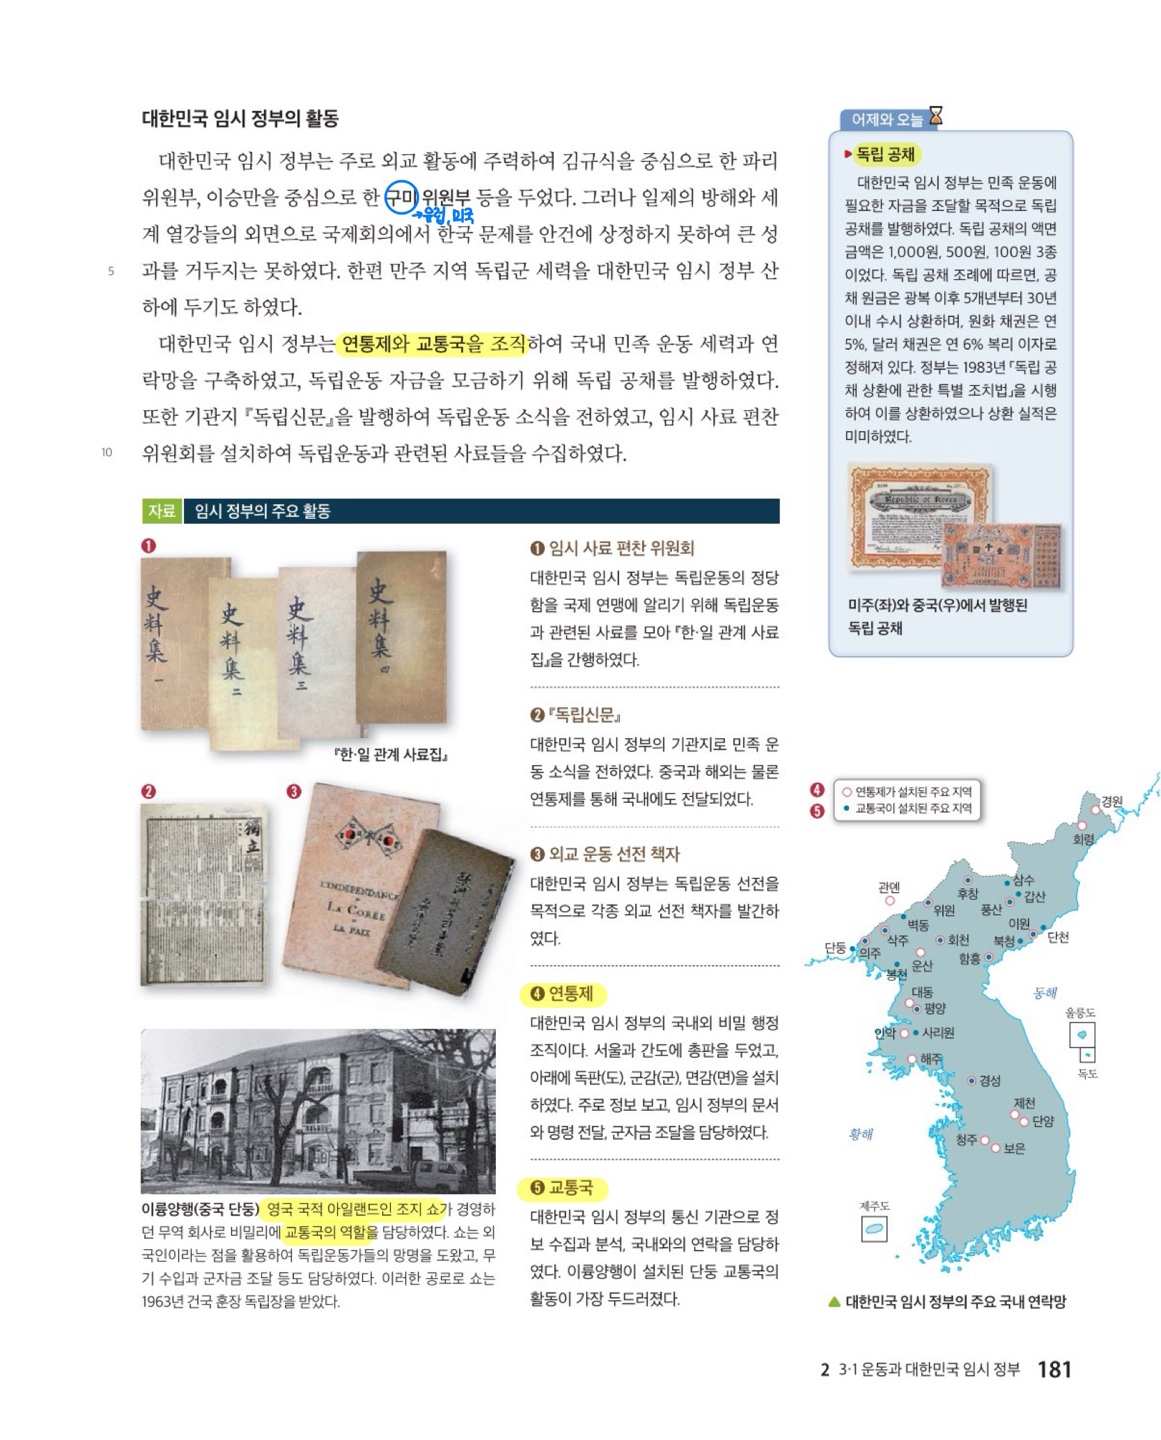 대한민국 임시 정부의 활동
대한민국 임시 정부는 주로 외교 활동에 주력하여 김규식을 중심으로 한 파리
위원부, 이승만을 중심으로 한 구미 위원부 등을 두었다. 그러나 일제의 방해와 세
→유럽, 미국
계 열강들의 외면으로 국제회의에서 한국 문제를 안건에 상정하지 못하여 큰 성
5 과를 거두지는 못하였다. 한편 만주 지역 독립군 세력을 대한민국 임시 정부 산
하에 두기도 하였다.
대한민국 임시 정부는 연통제와 교통국을 조직하여 국내 민족 운동 세력과 연
락망을 구축하였고, 독립운동 자금을 모금하기 위해 독립 공채를 발행하였다.
또한 기관지 『독립신문』을 발행하여 독립운동 소식을 전하였고, 임시 사료 편찬
10 위원회를 설치하여 독립운동과 관련된 사료들을 수집하였다.
어제와 오늘
▶독립 공채
대한민국 임시 정부는 민족 운동에
필요한 자금을 조달할 목적으로 독립
공채를 발행하였다. 독립 공채의 액면
금액은 1,000원, 500원, 100원 3종
이었다. 독립 공채 조례에 따르면, 공
채 원금은 광복 이후 5개년부터 30년
이내 수시 상환하며, 원화 채권은 연
5%, 달러 채권은 연 6% 복리 이자로
정해져 있다. 정부는 1983년 「독립 공
채 상환에 관한 특별 조치법」을 시행
하여 이를 상환하였으나 상환 실적은
미미하였다.
Republic of Korea
미주(좌)와 중국(우)에서 발행된
독립 공채
자료 임시 정부의 주요 활동
❶
史料集 一
史料集 二
史料集 三
史料集 四
『한·일 관계 사료집』
❷
獨立
❸
L'INDEPENDANCE
LA CORÉE
LA PAIX
❶ 임시 사료 편찬 위원회
대한민국 임시 정부는 독립운동의 정당
함을 국제 연맹에 알리기 위해 독립운동
과 관련된 사료를 모아 『한·일 관계 사료
집』을 간행하였다.
❷ 『독립신문』
대한민국 임시 정부의 기관지로 민족 운
동 소식을 전하였다. 중국과 해외는 물론
연통제를 통해 국내에도 전달되었다.
❸ 외교 운동 선전 책자
대한민국 임시 정부는 독립운동 선전을
목적으로 각종 외교 선전 책자를 발간하
였다.
❹ 연통제
대한민국 임시 정부의 국내외 비밀 행정
조직이다. 서울과 간도에 총판을 두었고,
아래에 독판(도), 군감(군), 면감(면)을 설치
하였다. 주로 정보 보고, 임시 정부의 문서
와 명령 전달, 군자금 조달을 담당하였다.
❺ 교통국
대한민국 임시 정부의 통신 기관으로 정
보 수집과 분석, 국내와의 연락을 담당하
였다. 이륭양행이 설치된 단둥 교통국의
활동이 가장 두드러졌다.
이륭양행(중국 단둥) 영국 국적 아일랜드인 조지 쇼가 경영하
던 무역 회사로 비밀리에 교통국의 역할을 담당하였다. 쇼는 외
국인이라는 점을 활용하여 독립운동가들의 망명을 도왔고, 무
기 수입과 군자금 조달 등도 담당하였다. 이러한 공로로 쇼는
1963년 건국 훈장 독립장을 받았다.
❹ ○ 연통제가 설치된 주요 지역
❺ ● 교통국이 설치된 주요 지역
경원
회령
관뎬
후창
삼수
갑산
풍산
위원
벽동
이원
삭주
회천
북청
단천
단둥
의주
운산
함흥
봉천
대동
평양
동해
안악
사리원
울릉도
해주
독도
경성
제천
단양
황해
청주
보은
제주도
▲ 대한민국 임시 정부의 주요 국내 연락망
2 3·1 운동과 대한민국 임시 정부 181